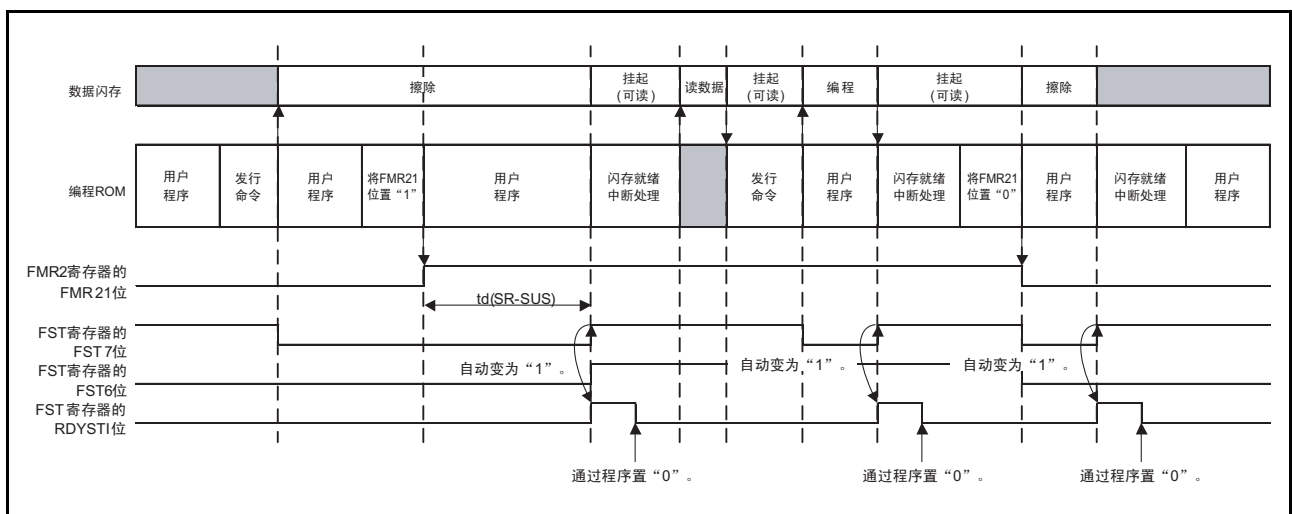 数据闪存
擦除
挂起
(可读)
读数据
挂起
(可读)
编程
挂起
(可读)
擦除
编程ROM
用户
程序
发行
命令
用户
程序
将FMR21
位置“1”
用户
程序
闪存就绪
中断处理
发行
命令
用户
程序
闪存就绪
中断处理
将FMR21
位置“0”
用户
程序
闪存就绪
中断处理
用户
程序
FMR2寄存器的
FMR21位
td(SR-SUS)
FST寄存器的
FST7位
FST寄存器的
FST6位
自动变为“1”。
自动变为“1”。
自动变为“1”。
FST寄存器的
RDYSTI位
通过程序置“0”。
通过程序置“0”。
通过程序置“0”。